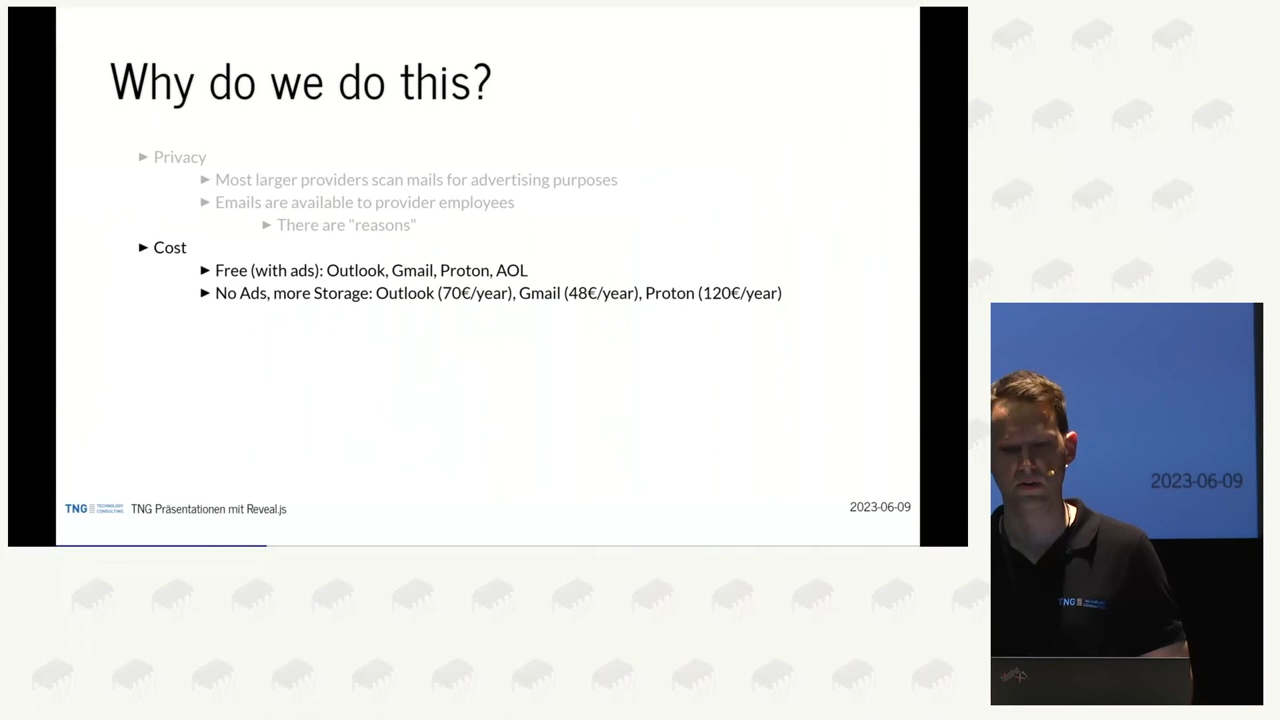 Why do we do this?
Privacy
Most larger providers scan mails for advertising purposes
Emails are available to provider employees
There are "reasons"
Cost
Free (with ads): Outlook, Gmail, Proton, AOL
No Ads, more Storage: Outlook (70€/year), Gmail (48€/year), Proton (120€/year)
TNG TECHNOLOGY CONSULTING TNG Präsentationen mit Reveal.js
2023-06-09
2023-06-09
TNG